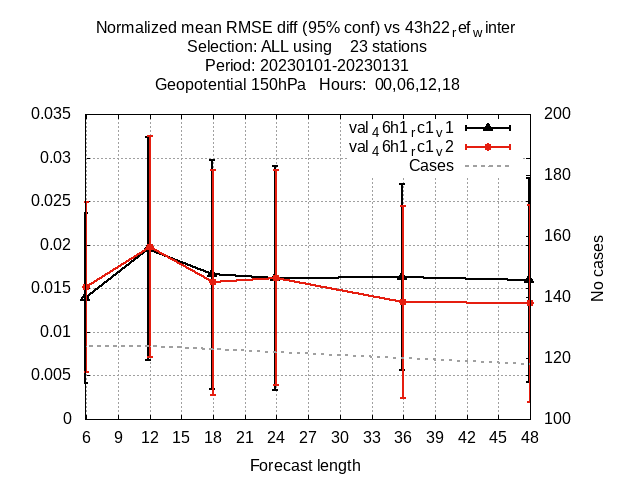 Normalized mean RMSE diff (95% conf) vs 43h22_ref_winter
Selection: ALL using 23 stations
Period: 20230101-20230131
Geopotential 150hPa Hours: 00,06,12,18
0.035
0.03
0.025
0.02
0.015
0.01
0.005
0
200
180
160
140
120
100
val_46h1_rc1_v1
val_46h1_rc1_v2
Cases
No cases
6 9 12 15 18 21 24 27 30 33 36 39 42 45 48
Forecast length